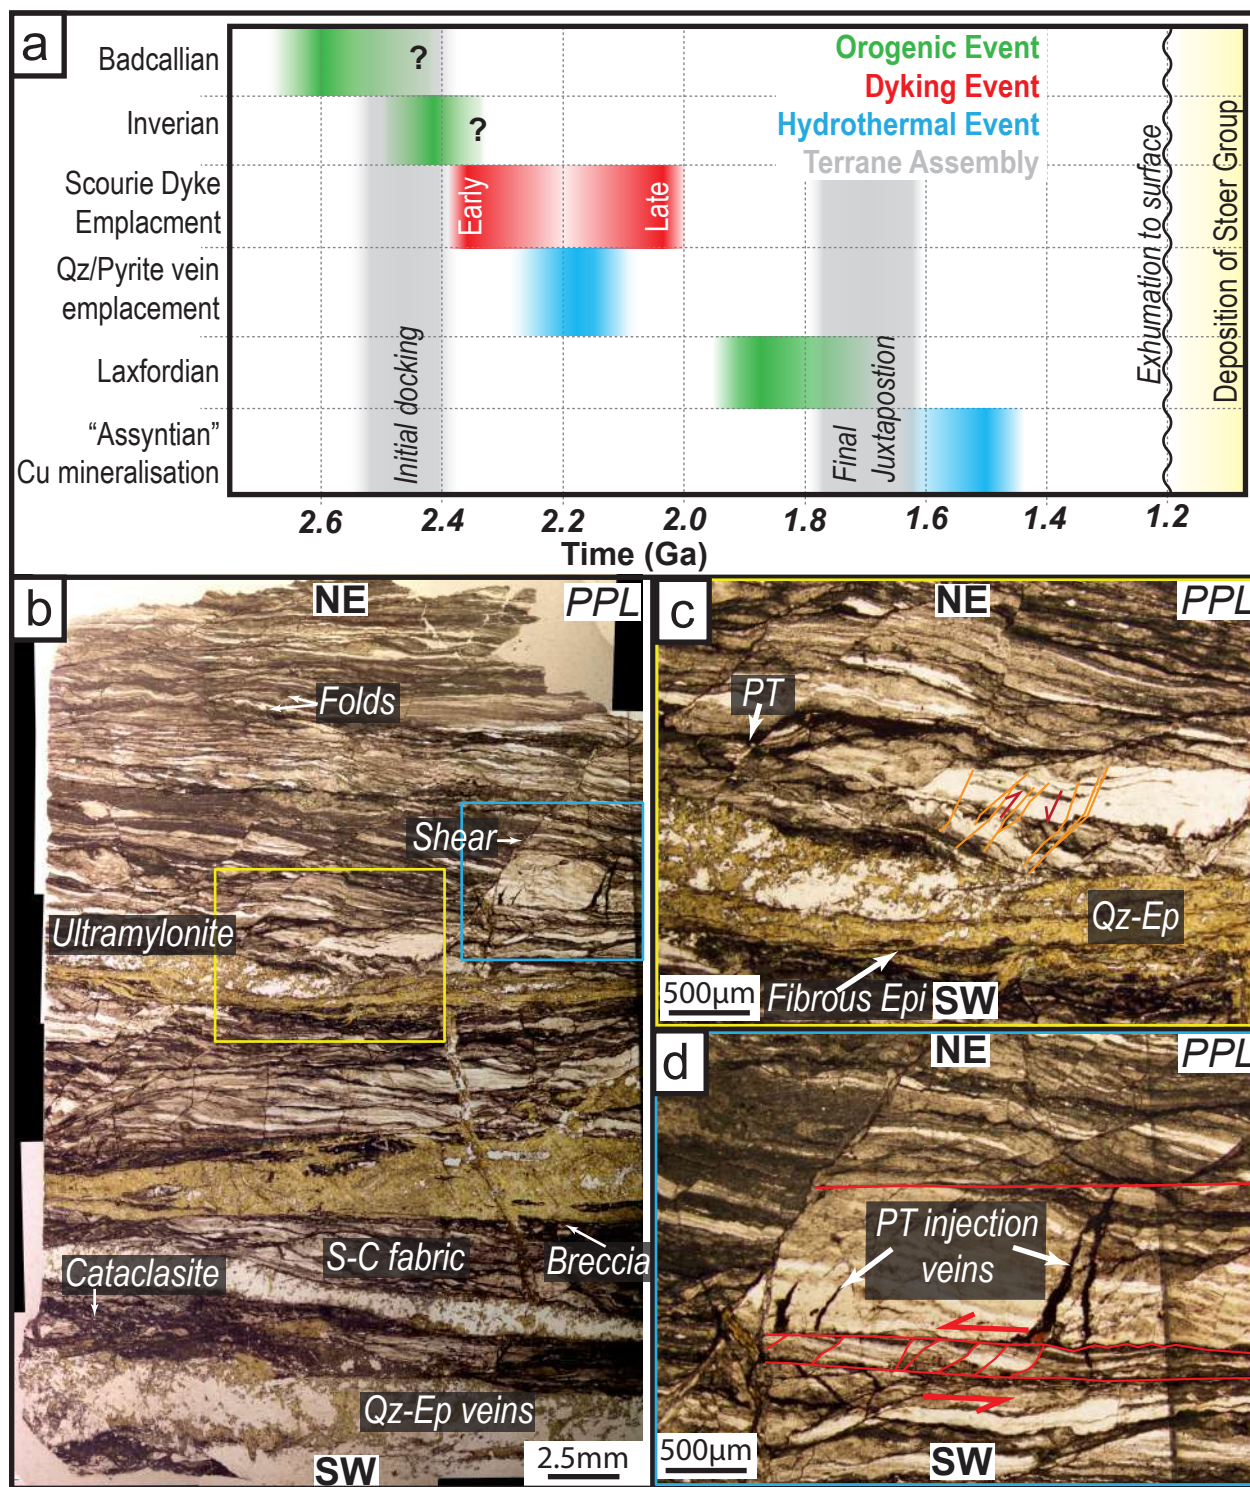 a
Badcallian
Inverian
Scourie Dyke
Emplacment
Qz/Pyrite vein
emplacement
Laxfordian
“Assyntian”
Cu mineralisation
?
?
Early
Late
Initial docking
Final
Juxtapostion
Orogenic Event
Dyking Event
Hydrothermal Event
Terrane Assembly
Exhumation to surface
Deposition of Stoer Group
2.6 2.4 2.2 2.0 1.8 1.6 1.4 1.2
Time (Ga)
b
NE
PPL
Folds
Shear
Ultramylonite
S-C fabric
Breccia
Cataclasite
Qz-Ep veins
SW
2.5mm
c
NE
PPL
PT
Qz-Ep
Fibrous Epi
SW
500µm
d
NE
PPL
PT injection
veins
500µm
SW